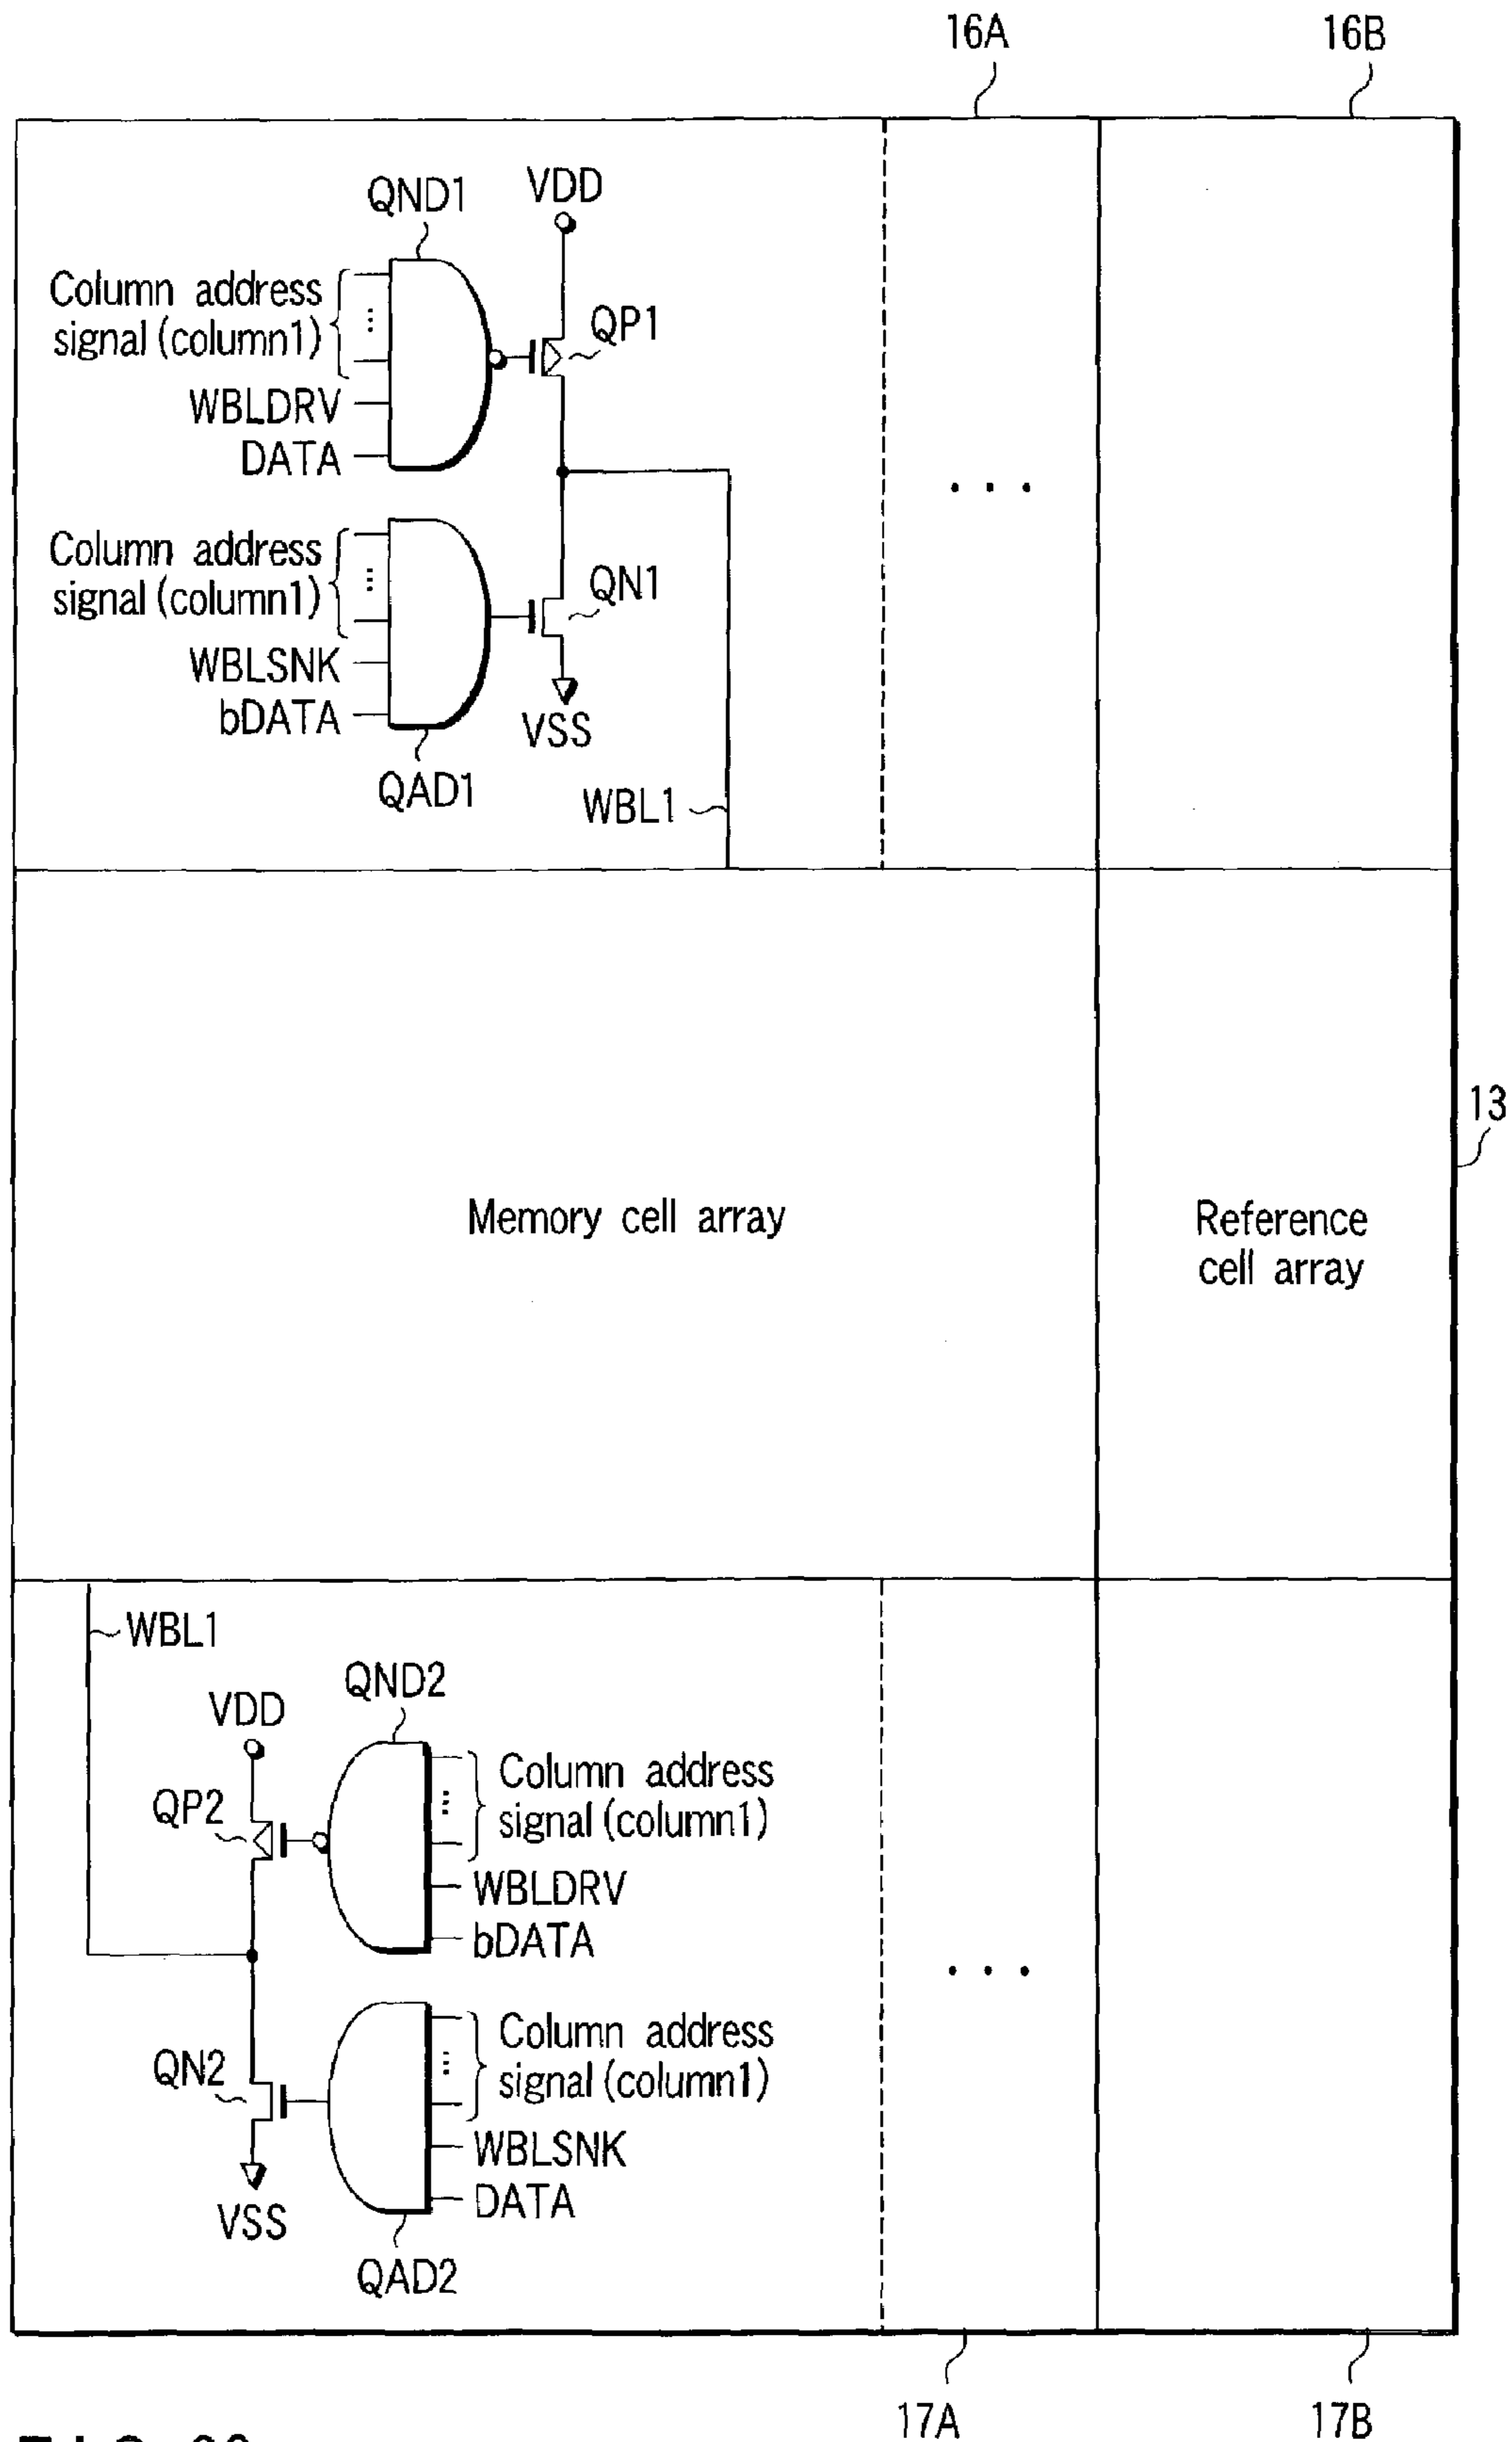 16A
16B
QND1
VDD
Column address
signal (column1)
QP1
WBLDRV
DATA
Column address
signal (column1)
QN1
WBLSNK
bDATA
VSS
QAD1
WBL1
13
Memory cell array
Reference
cell array
WBL1
QND2
VDD
Column address
signal (column1)
QP2
WBLDRV
bDATA
Column address
signal (column1)
QN2
WBLSNK
DATA
VSS
QAD2
17A
17B